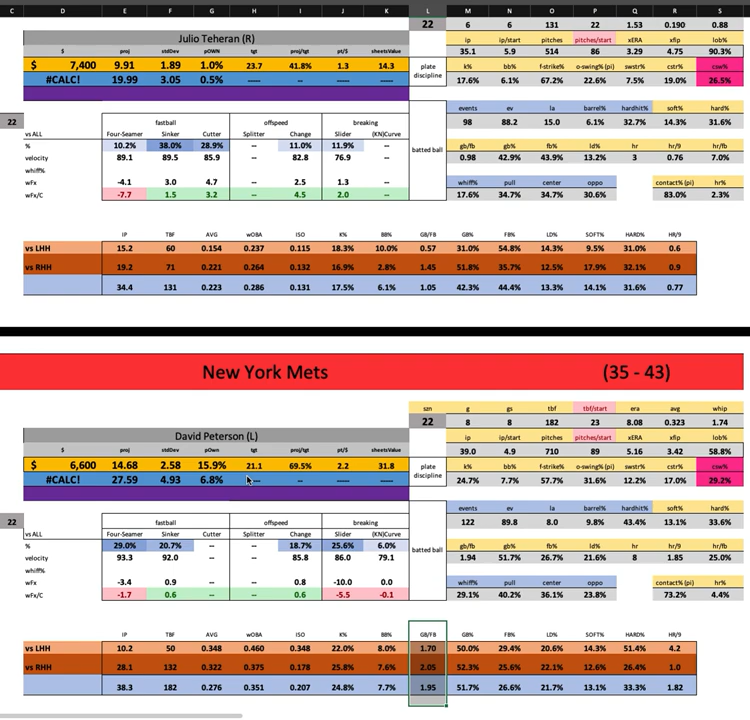 C D E F G H I J K L M N O P Q R S
22 6 6 131 22 1.53 0.190 0.88
Julio Teheran (R) ip ip/start pitches pitches/start xERA xfip lob%
$ proj stdDev pOWN tgt proj/tgt pt/$ sheetsValue 35.1 5.9 514 86 3.29 4.75 90.3%
$ 7,400 9.91 1.89 1.0% 23.7 41.8% 1.3 14.3 plate discipline k% bb% f-strike% o-swing% (pi) swstr% cstr% csw%
#CALC! 19.99 3.05 0.5% ----- -- ----- ---- 17.6% 6.1% 67.2% 22.6% 7.5% 19.0% 26.5%
events ev la barrel% hardhit% soft% hard%
22 fastball offspeed breaking 98 88.2 15.0 6.1% 32.7% 14.3% 31.6%
vs ALL Four-Seamer Sinker Cutter Splitter Change Slider (KN)Curve
% 10.2% 38.0% 28.9% -- 11.0% 11.9% -- batted ball gb/fb gb% fb% ld% hr hr/9 hr/fb
velocity 89.1 89.5 85.9 -- 82.8 76.9 -- 0.98 42.9% 43.9% 13.2% 3 0.76 7.0%
whiff%
wFx -4.1 3.0 4.7 -- 2.5 1.3 -- whiff% pull center oppo contact% (pi) hr%
wFx/C -7.7 1.5 3.2 -- 4.5 2.0 -- 17.6% 34.7% 34.7% 30.6% 83.0% 2.3%
IP TBF AVG wOBA ISO K% BB% GB/FB GB% FB% LD% SOFT% HARD% HR/9
vs LHH 15.2 60 0.154 0.237 0.115 18.3% 10.0% 0.57 31.0% 54.8% 14.3% 9.5% 31.0% 0.6
vs RHH 19.2 71 0.221 0.264 0.132 16.9% 2.8% 1.45 51.8% 35.7% 12.5% 17.9% 32.1% 0.9
34.4 131 0.223 0.286 0.131 17.5% 6.1% 1.05 42.3% 44.4% 13.3% 14.1% 31.6% 0.77
New York Mets (35 - 43)
szn g gs tbf tbf/start era avg whip
22 8 8 182 23 8.08 0.323 1.74
David Peterson (L) ip ip/start pitches pitches/start xERA xfip lob%
$ proj stdDev pOwn tgt proj/tgt pt/$ sheetsValue 39.0 4.9 710 89 5.16 3.42 58.8%
$ 6,600 14.68 2.58 15.9% 21.1 69.5% 2.2 31.8 plate discipline k% bb% f-strike% o-swing% (pi) swstr% cstr% csw%
#CALC! 27.59 4.93 6.8% ---- -- ----- ---- 24.7% 7.7% 57.7% 31.6% 12.2% 17.0% 29.2%
events ev la barrel% hardhit% soft% hard%
22 fastball offspeed breaking 122 89.8 8.0 9.8% 43.4% 13.1% 33.6%
vs ALL Four-Seamer Sinker Cutter Splitter Change Slider (KN)Curve
% 29.0% 20.7% -- -- 18.7% 25.6% 6.0% batted ball gb/fb gb% fb% ld% hr hr/9 hr/fb
velocity 93.3 92.0 -- -- 85.8 86.0 79.1 1.94 51.7% 26.7% 21.6% 8 1.85 25.0%
whiff%
wFx -3.4 0.9 -- -- 0.8 -10.0 0.0 whiff% pull center oppo contact% (pi) hr%
wFx/C -1.7 0.6 -- -- 0.6 -5.5 -0.1 29.1% 40.2% 36.1% 23.8% 73.2% 4.4%
IP TBF AVG wOBA ISO K% BB% GB/FB GB% FB% LD% SOFT% HARD% HR/9
vs LHH 10.2 50 0.348 0.460 0.348 22.0% 8.0% 1.70 50.0% 29.4% 20.6% 14.3% 51.4% 4.2
vs RHH 28.1 132 0.322 0.375 0.178 25.8% 7.6% 2.05 52.3% 25.6% 22.1% 12.6% 26.4% 1.0
38.3 182 0.276 0.351 0.207 24.8% 7.7% 1.95 51.7% 26.6% 21.7% 13.1% 33.3% 1.82